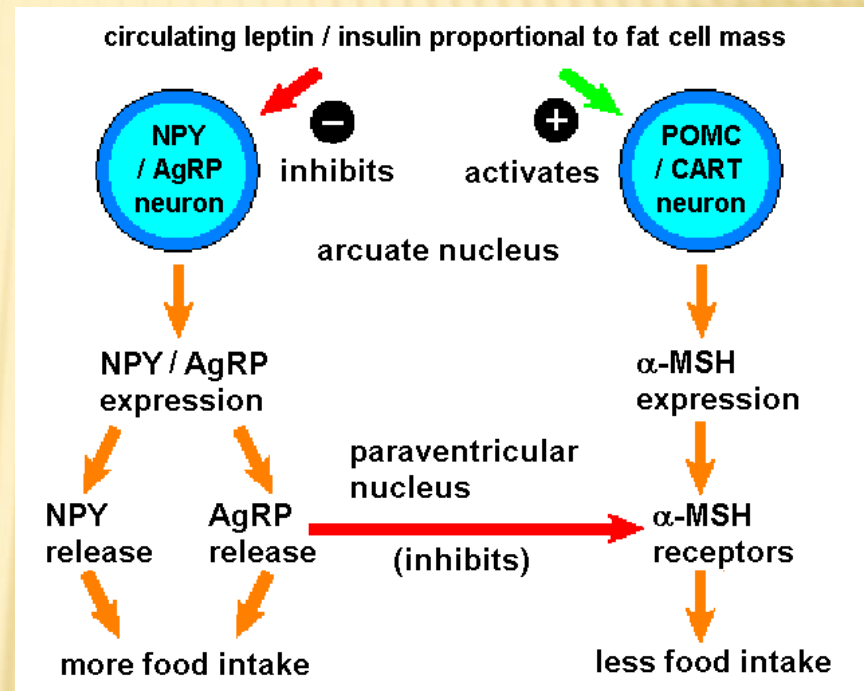 circulating leptin / insulin proportional to fat cell mass
NPY
/ AgRP
neuron
−
inhibits
+
activates
POMC
/ CART
neuron
arcuate nucleus
NPY / AgRP
expression
α-MSH
expression
paraventricular
nucleus
NPY
release
AgRP
release
(inhibits)
α-MSH
receptors
more food intake
less food intake